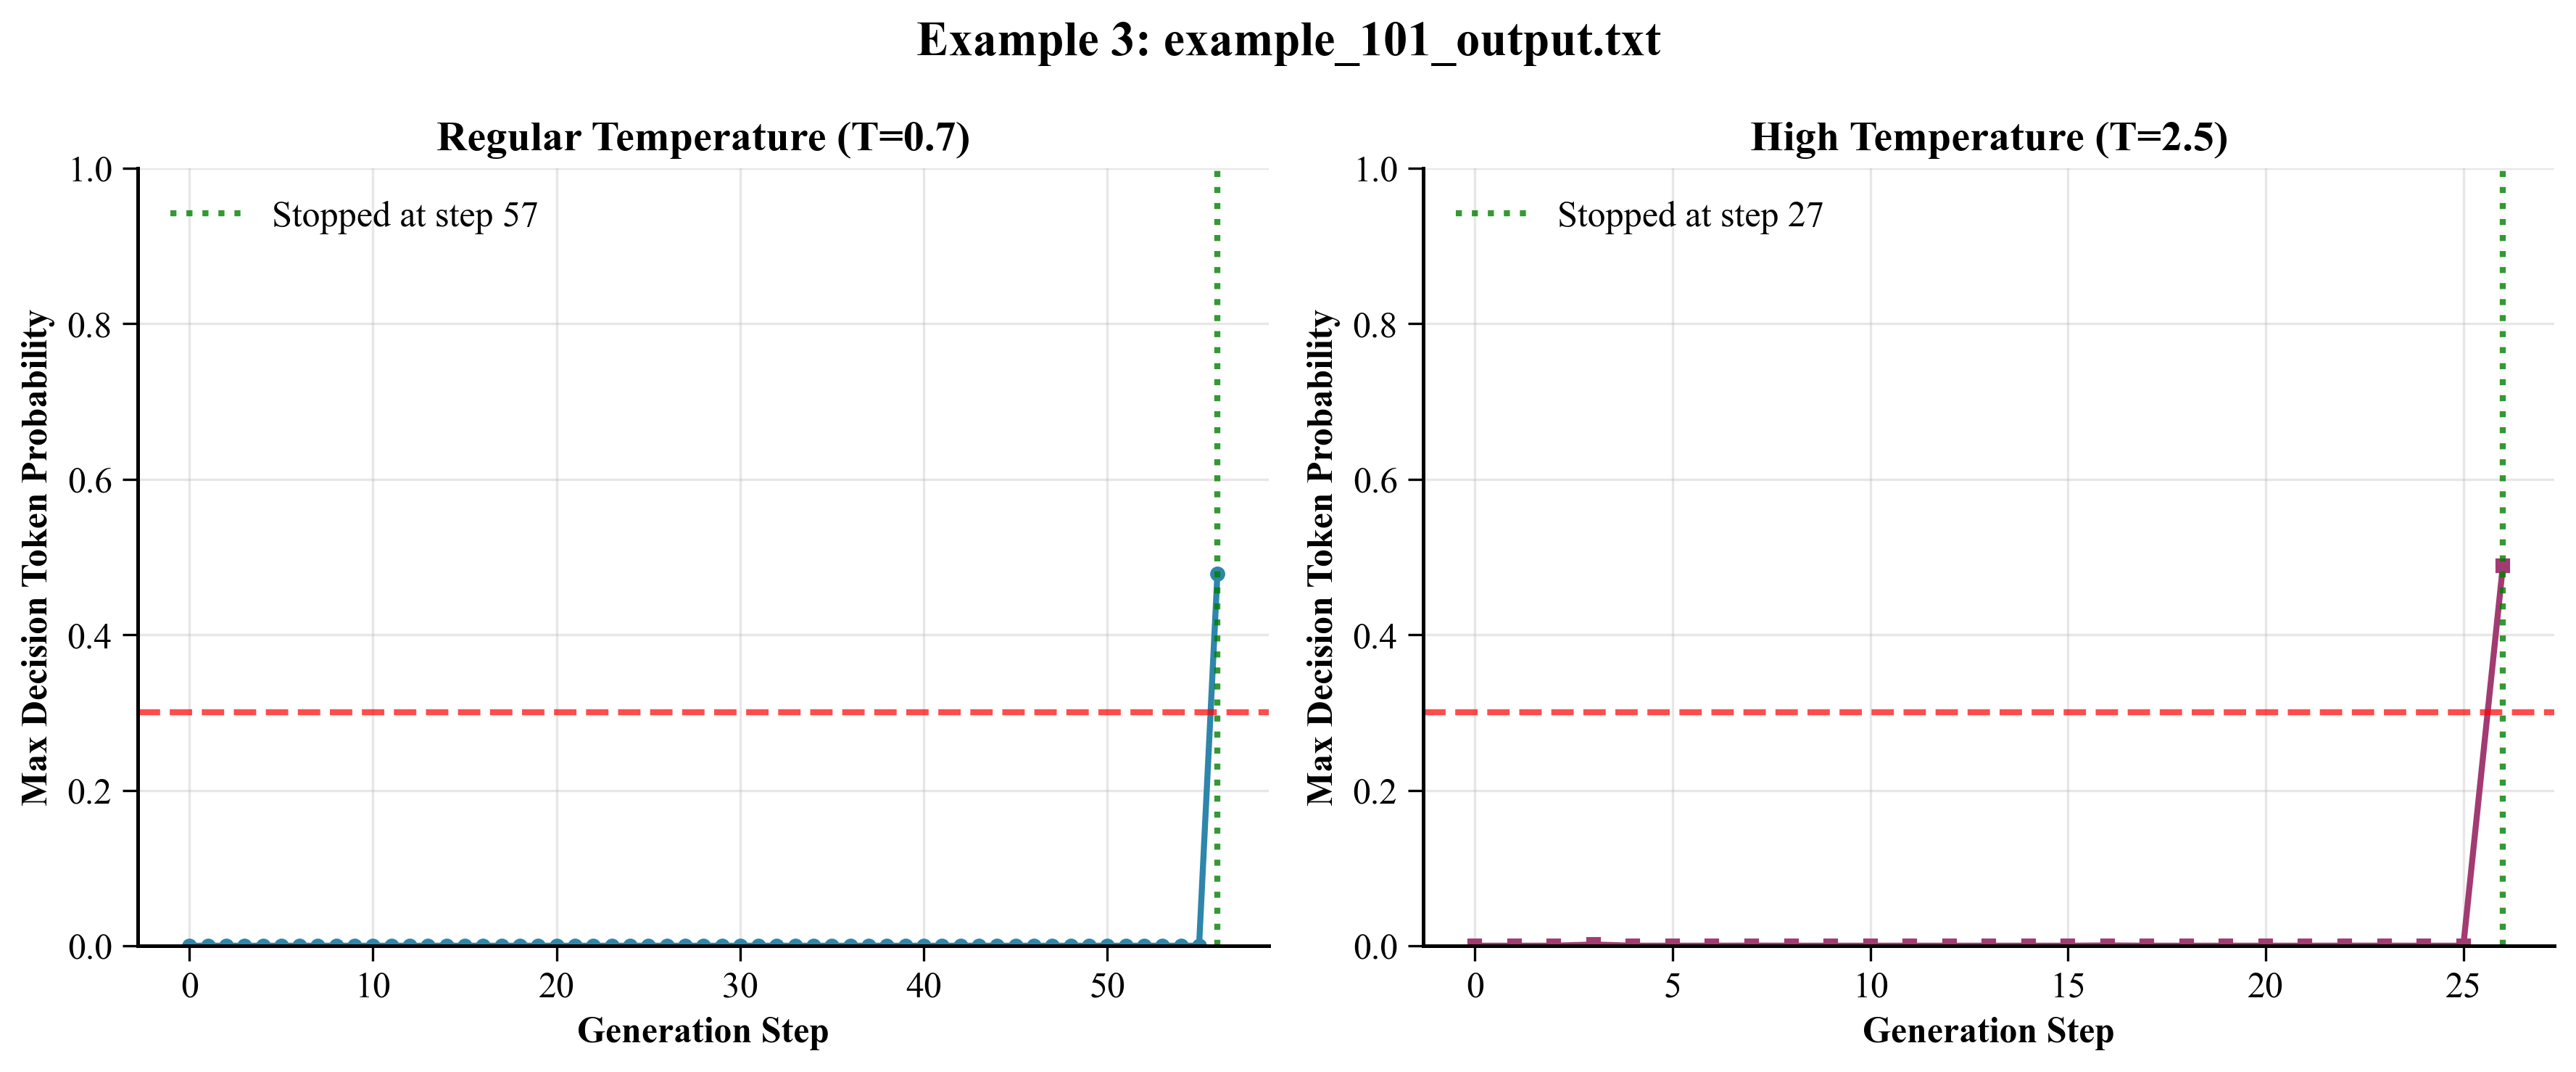 Example 3: example_101_output.txt
Regular Temperature (T=0.7)
Stopped at step 57
Max Decision Token Probability
1.0
0.8
0.6
0.4
0.2
0.0
0 10 20 30 40 50
Generation Step
High Temperature (T=2.5)
Stopped at step 27
Max Decision Token Probability
1.0
0.8
0.6
0.4
0.2
0.0
0 5 10 15 20 25
Generation Step